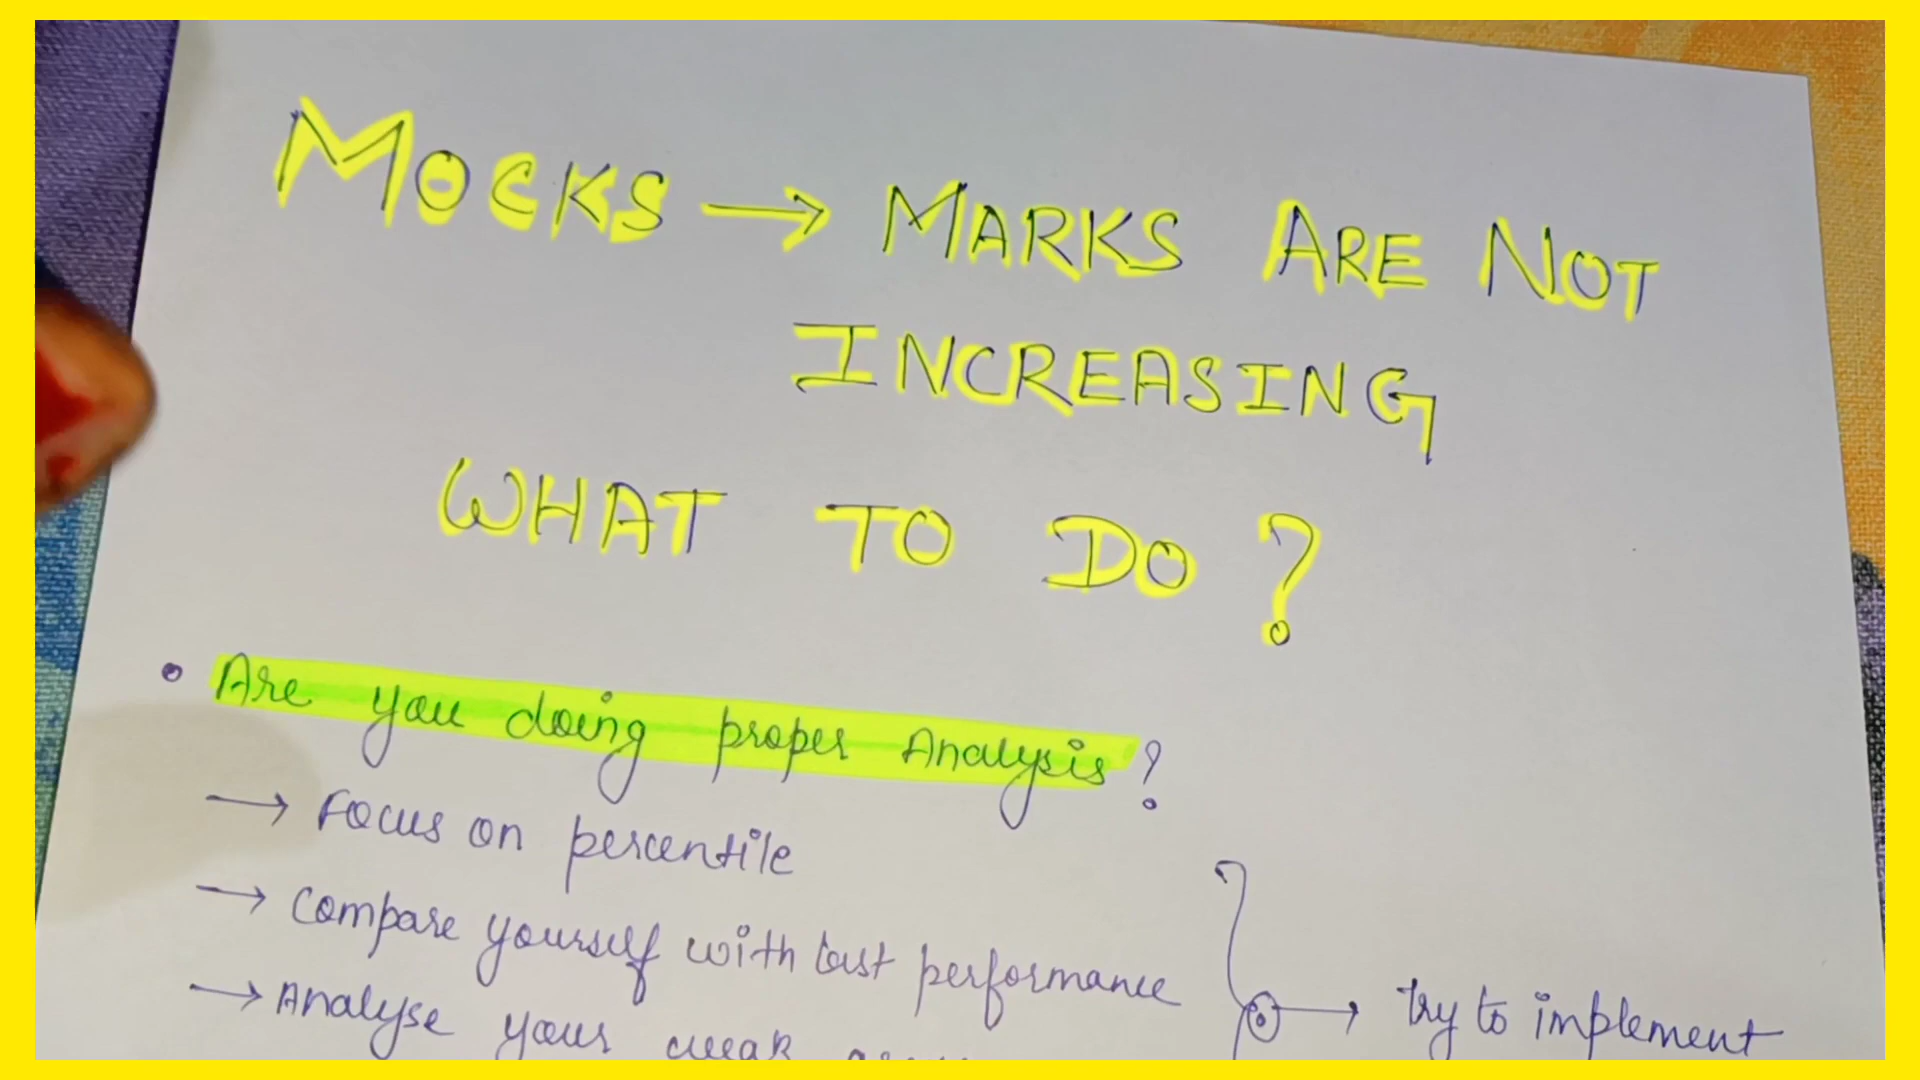 MOCKS → MARKS ARE NOT
INCREASING
WHAT TO DO ?
• Are you doing proper Analysis ?
→ Focus on percentile
→ Compare yourself with last performance
→ Analyse your weak
→ Try to implement